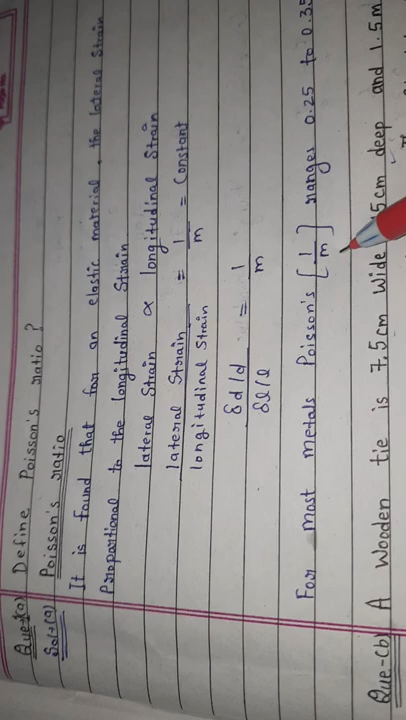 Que-1(a) Define Poisson's ratio ?
Sol:-(a) Poisson's ratio
It is found that for an elastic material, the lateral Strain
Proportional to the longitudinal Strain
lateral Strain ∝ longitudinal Strain
lateral Strain / longitudinal Strain = 1/m = Constant
δd/d / δl/l = 1/m
For most metals Poisson's [1/m] ranges 0.25 to 0.35
Que-(b) A Wooden tie is 7.5cm Wide 5cm deep and 1.5m